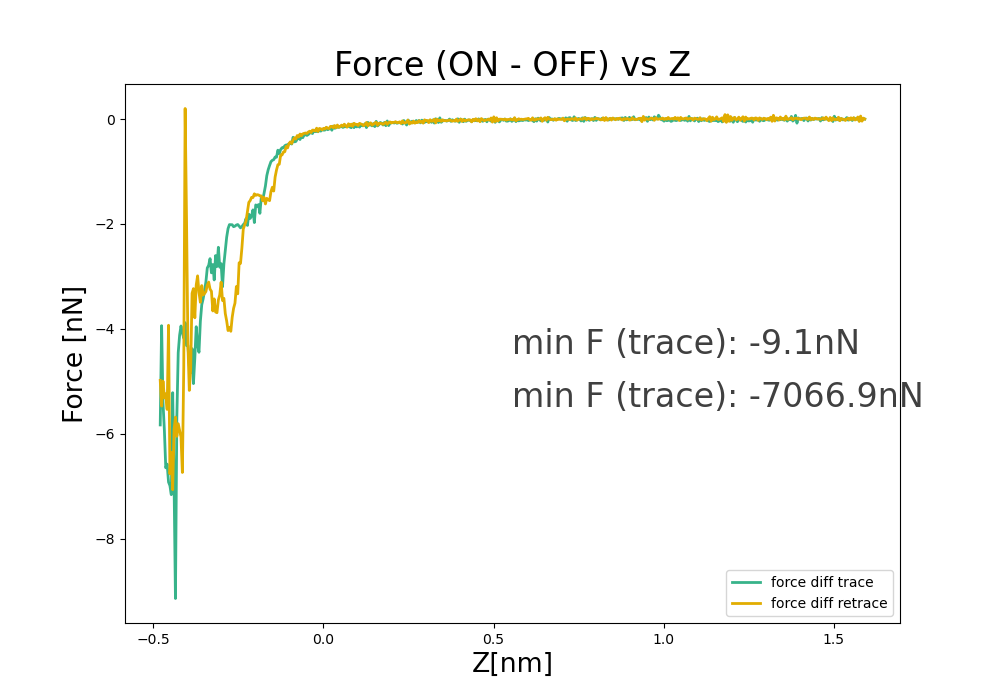 Force (ON - OFF) vs Z
0
−2
−4
−6
−8
Force [nN]
min F (trace): -9.1nN
min F (trace): -7066.9nN
force diff trace
force diff retrace
−0.5
0.0
0.5
1.0
1.5
Z[nm]